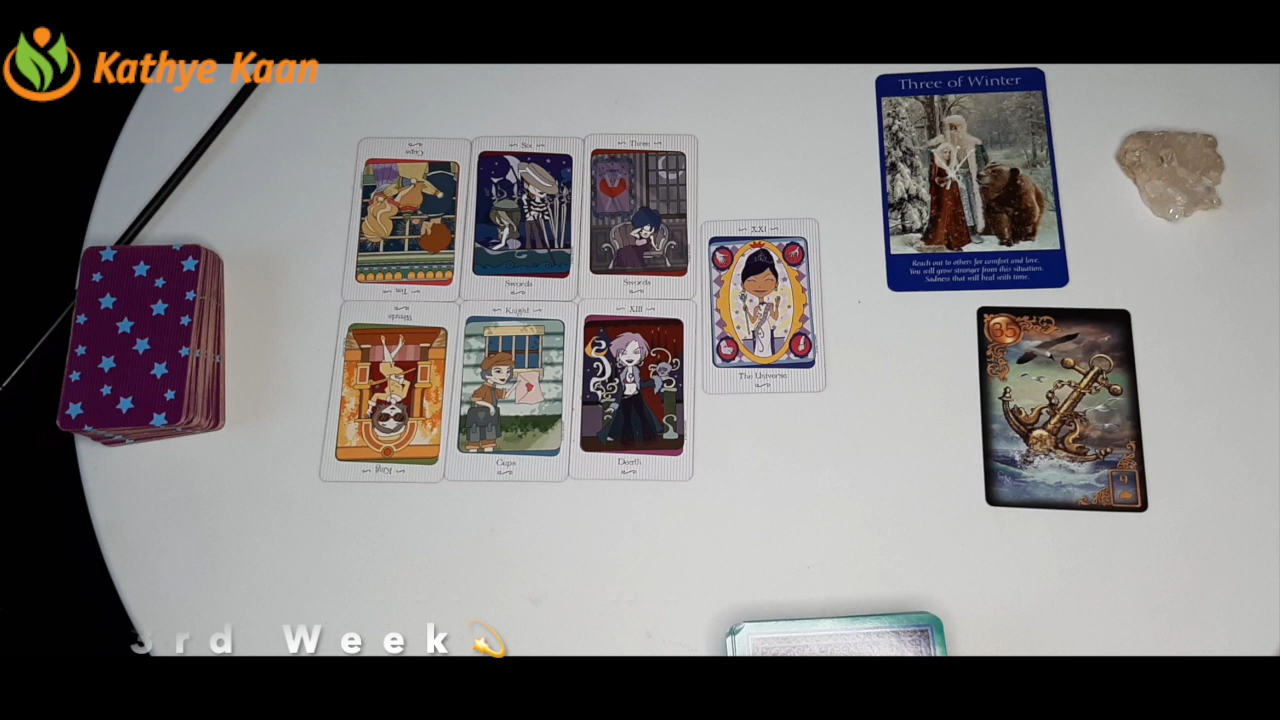 Kathye Kaan
Three of Winter
Reach out to others for comfort and love.
You will grow stronger from this situation.
Sadness that will heal with time.
Cups
Ten
Six
Swords
Three
Swords
Wands
King
Knight
Cups
XIII
Death
XXI
The Universe
35
9
3rd Week